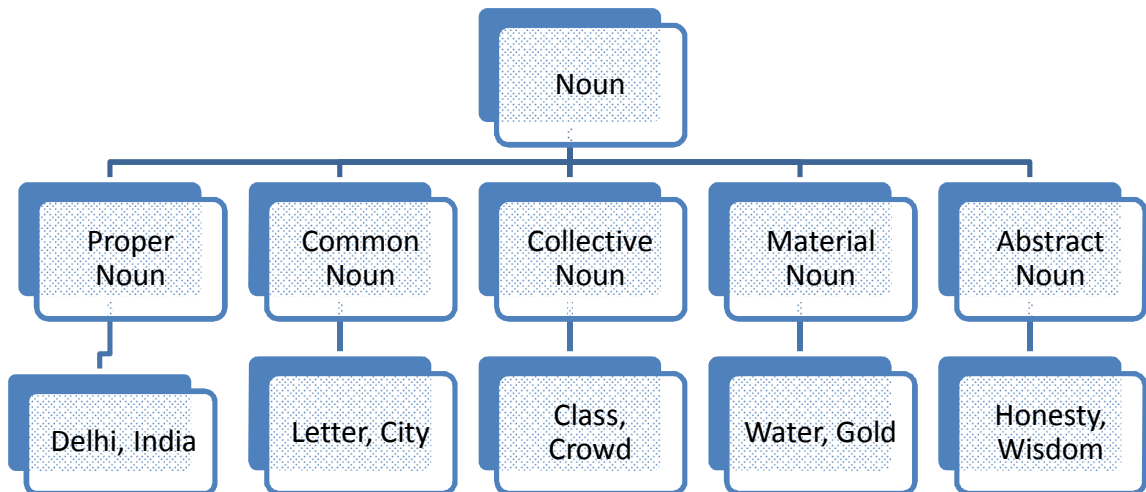 Noun
Proper
Noun
Common
Noun
Collective
Noun
Material
Noun
Abstract
Noun
Delhi, India
Letter, City
Class,
Crowd
Water, Gold
Honesty,
Wisdom